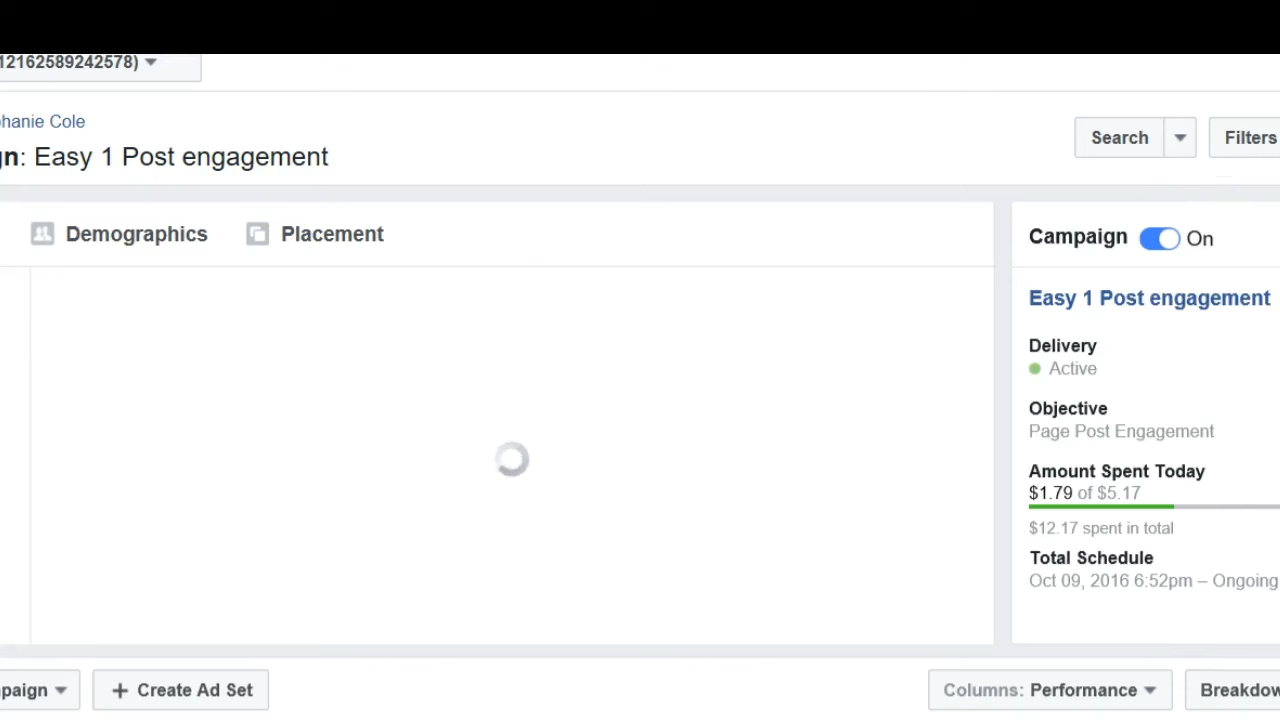 12162589242578)
hanie Cole
gn: Easy 1 Post engagement
Search
Filters
Demographics
Placement
Campaign
On
Easy 1 Post engagement
Delivery
Active
Objective
Page Post Engagement
Amount Spent Today
$1.79 of $5.17
$12.17 spent in total
Total Schedule
Oct 09, 2016 6:52pm – Ongoing
paign
+ Create Ad Set
Columns: Performance
Breakdow